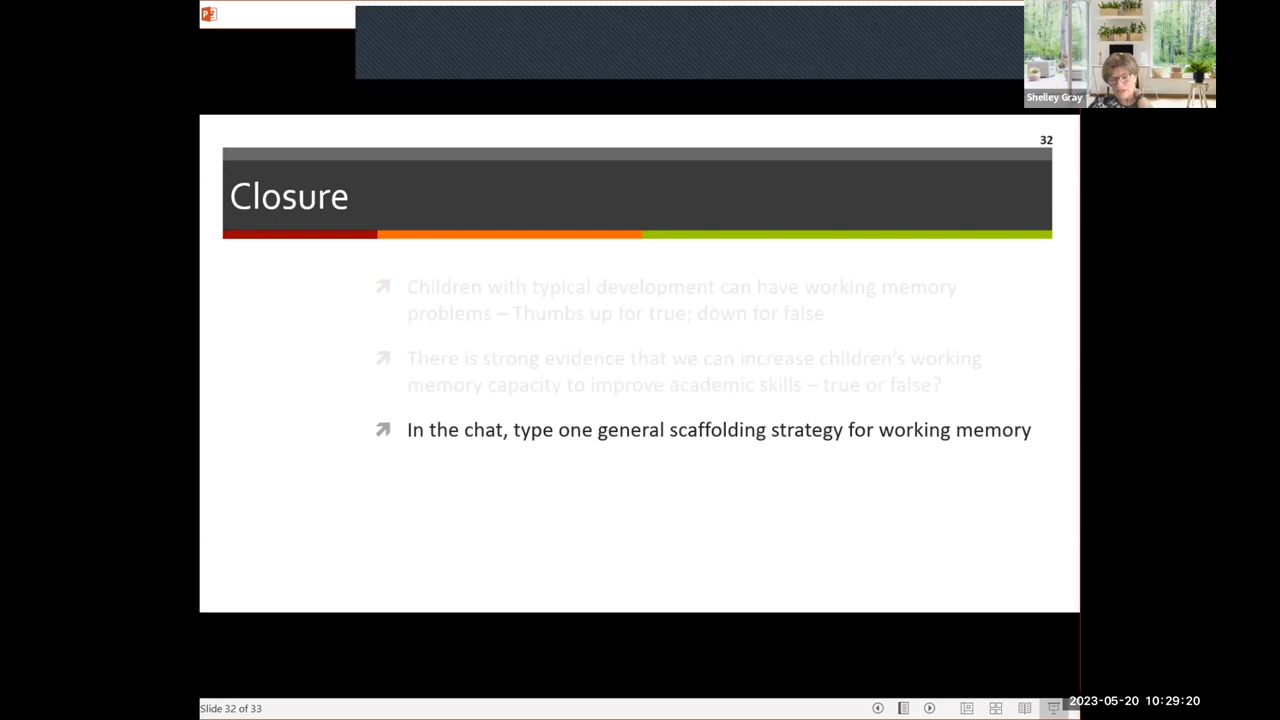 Shelley Gray
32
Closure
Children with typical development can have working memory
problems – Thumbs up for true; down for false
There is strong evidence that we can increase children's working
memory capacity to improve academic skills – true or false?
In the chat, type one general scaffolding strategy for working memory
Slide 32 of 33
2023-05-20 10:29:20